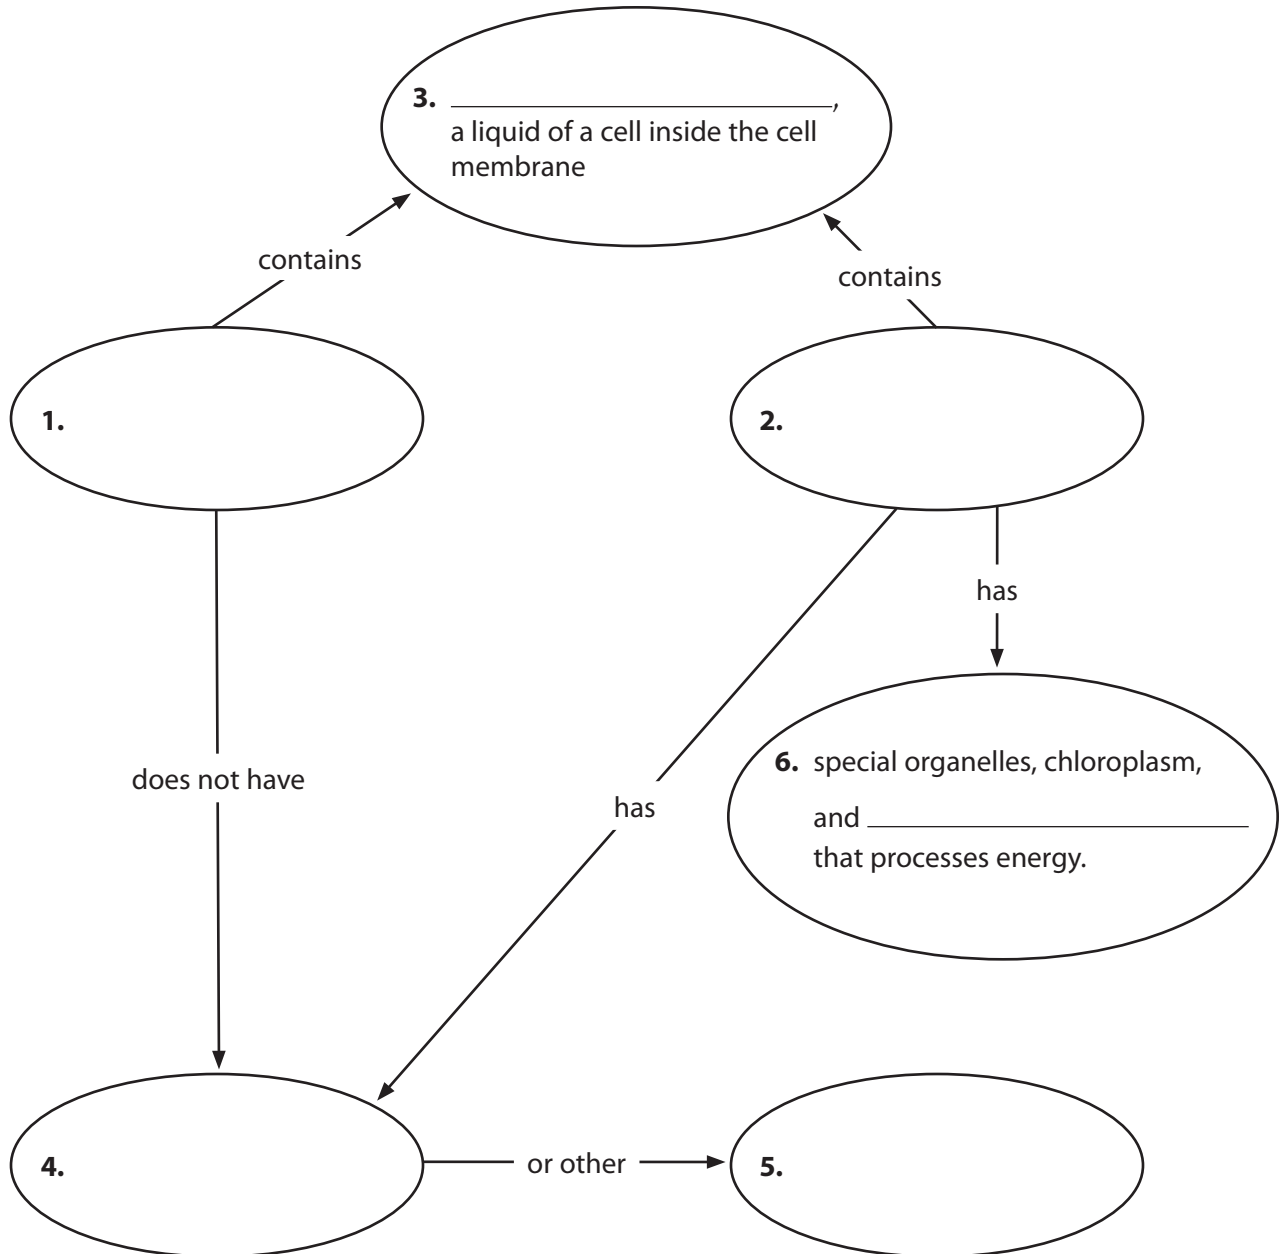 3. ,
a liquid of a cell inside the cell
membrane
contains
contains
1.
2.
has
6. special organelles, chloroplasm,
and
that processes energy.
does not have
has
4.
or other
5.